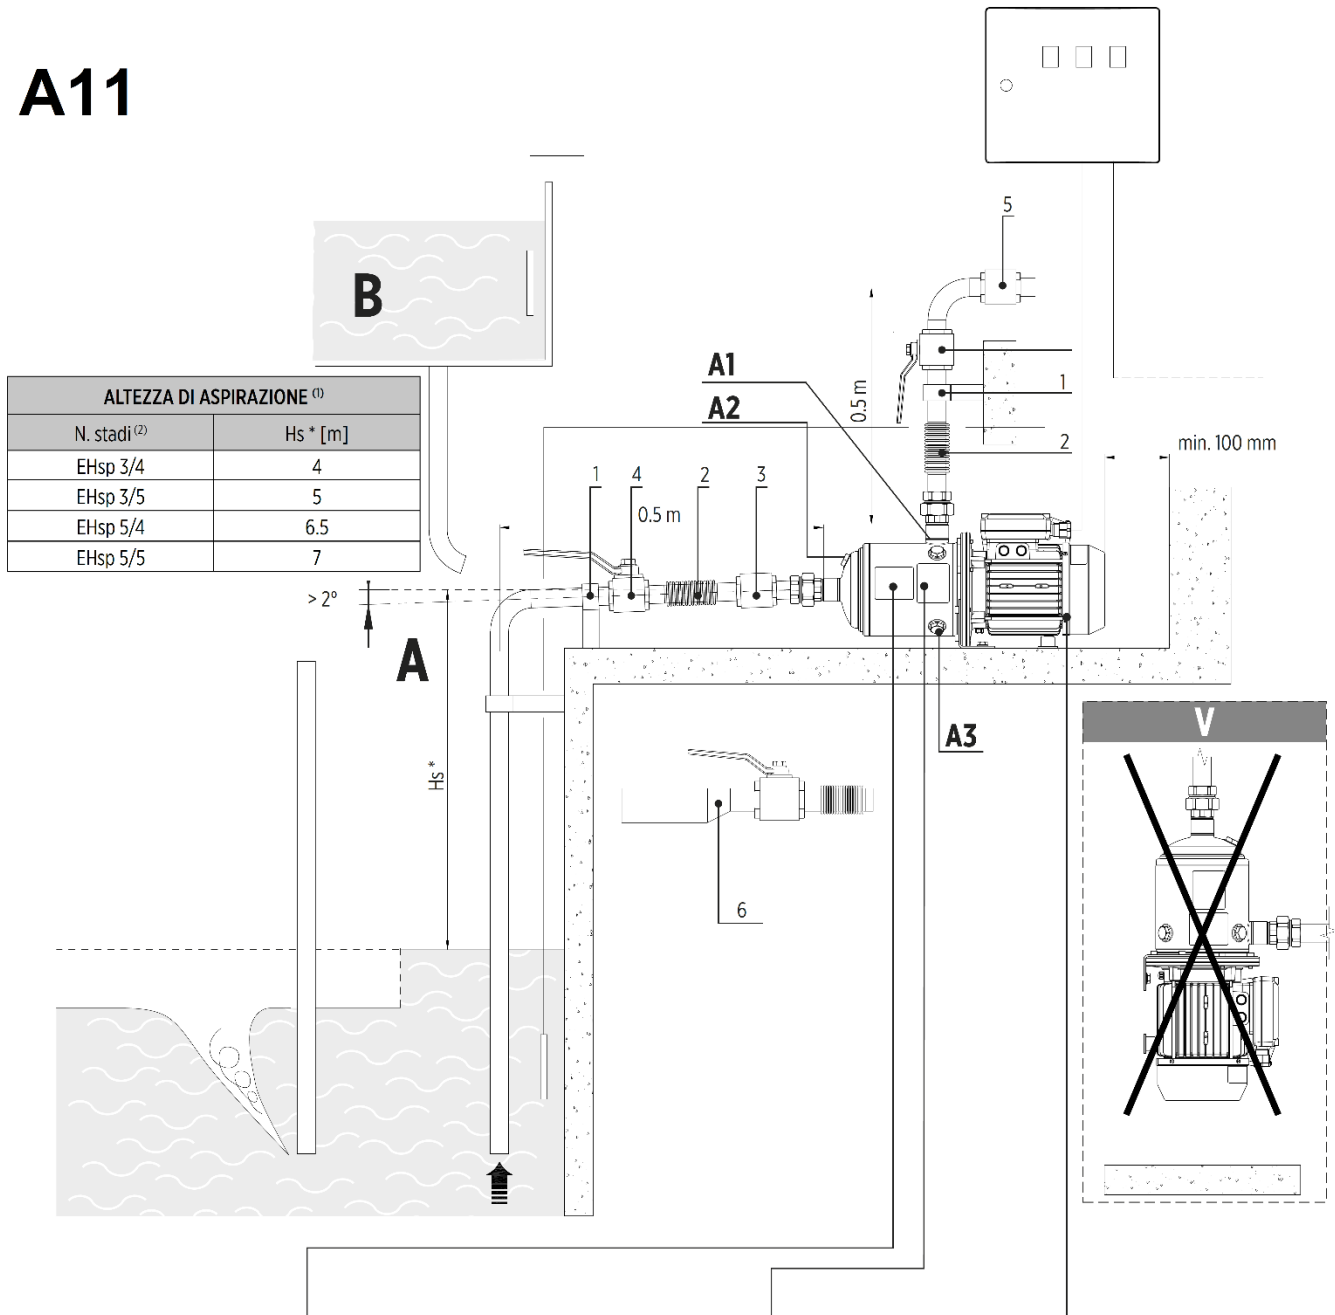 A11
5
B
A1
0.5 m
1
A2
ALTEZZA DI ASPIRAZIONE (1)
N. stadi (2) Hs * [m]
EHsp 3/4 4
EHsp 3/5 5
EHsp 5/4 6.5
EHsp 5/5 7
2
min. 100 mm
1 4 2 3
0.5 m
> 2°
A
V
A3
Hs *
6